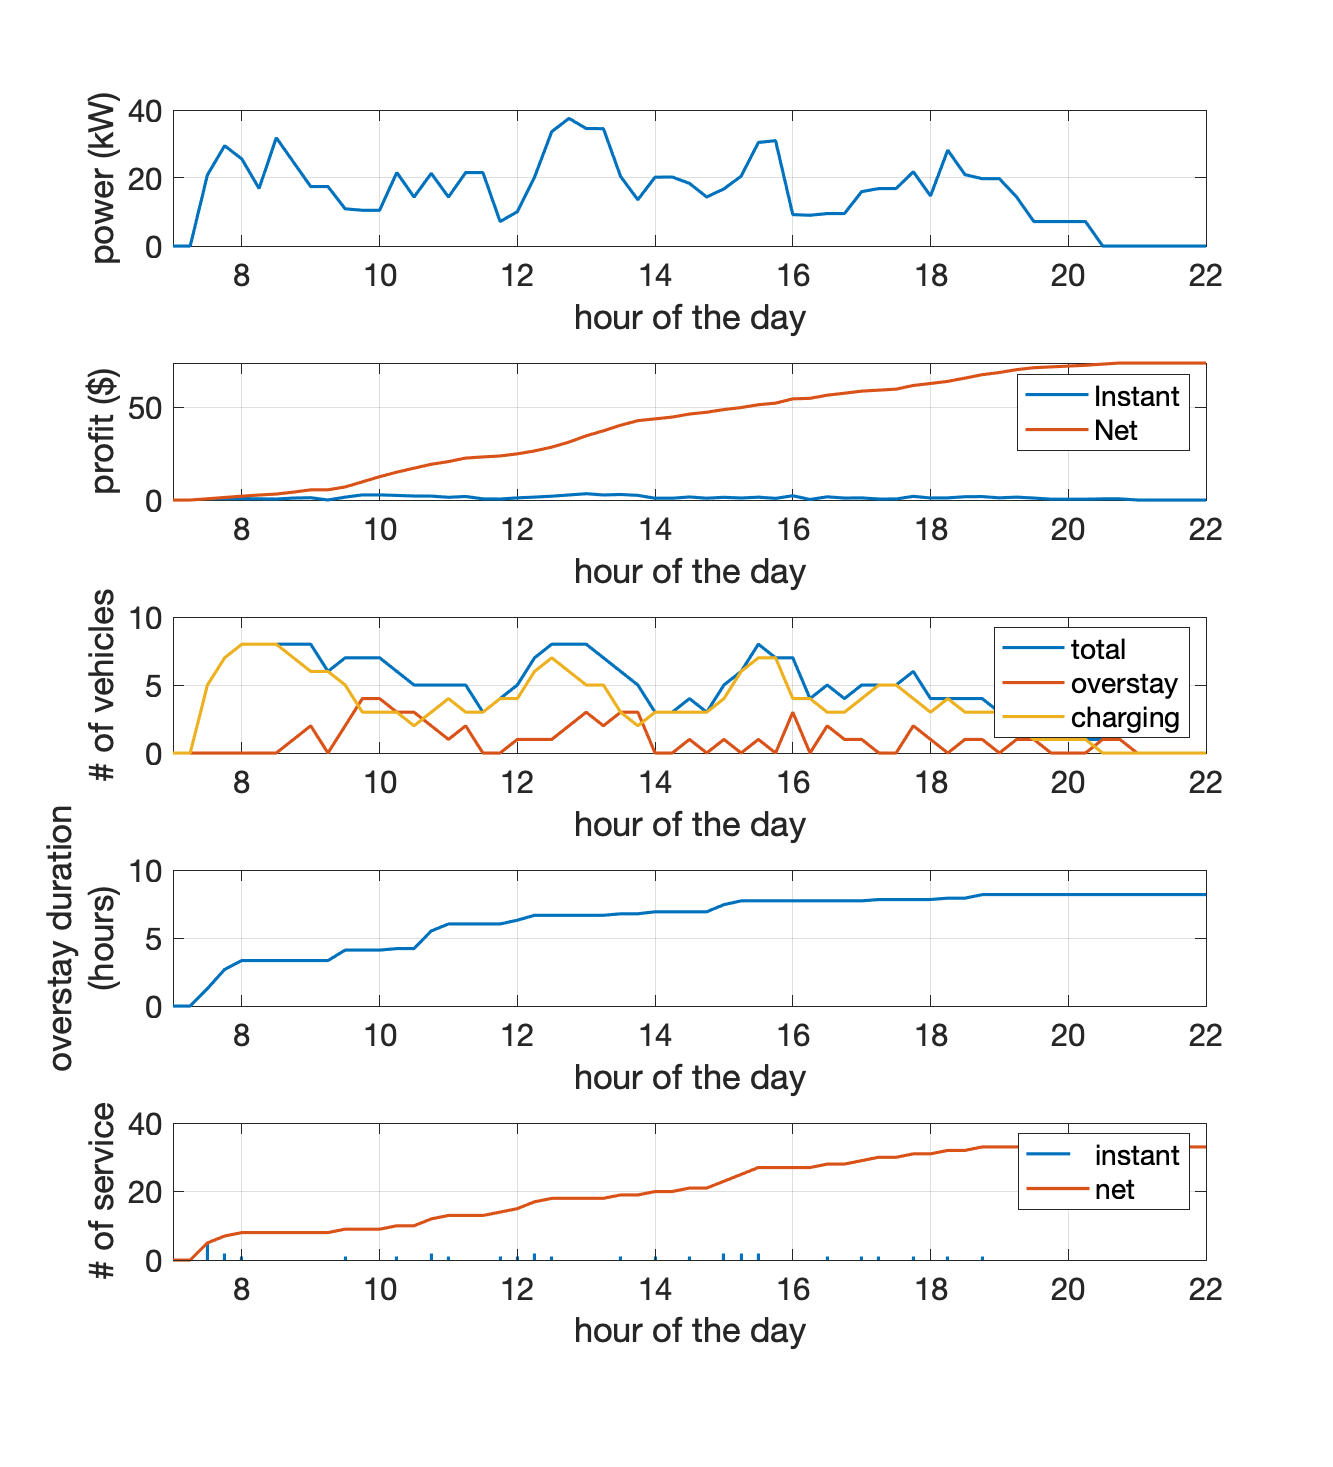 power (kW)
40
20
0
8 10 12 14 16 18 20 22
hour of the day
profit ($)
50
0
Instant
Net
8 10 12 14 16 18 20 22
hour of the day
# of vehicles
10
5
0
total
overstay
charging
8 10 12 14 16 18 20 22
hour of the day
overstay duration
(hours)
10
5
0
8 10 12 14 16 18 20 22
hour of the day
# of service
40
20
0
instant
net
8 10 12 14 16 18 20 22
hour of the day